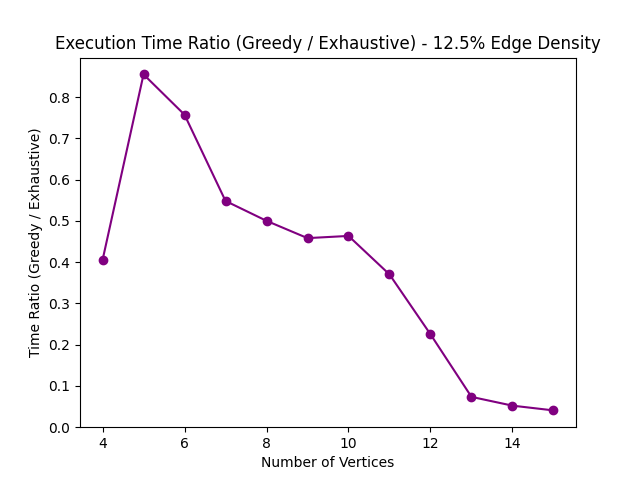 Execution Time Ratio (Greedy / Exhaustive) - 12.5% Edge Density
Time Ratio (Greedy / Exhaustive)
0.8
0.7
0.6
0.5
0.4
0.3
0.2
0.1
0.0
4 6 8 10 12 14
Number of Vertices